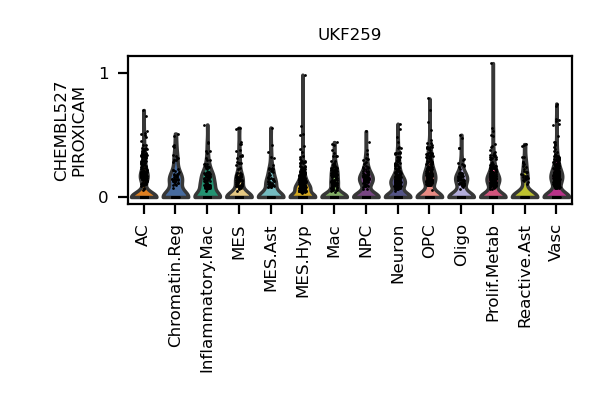 UKF259
CHEMBL527
PIROXICAM
1
0
AC
Chromatin.Reg
Inflammatory.Mac
MES
MES.Ast
MES.Hyp
Mac
NPC
Neuron
OPC
Oligo
Prolif.Metab
Reactive.Ast
Vasc